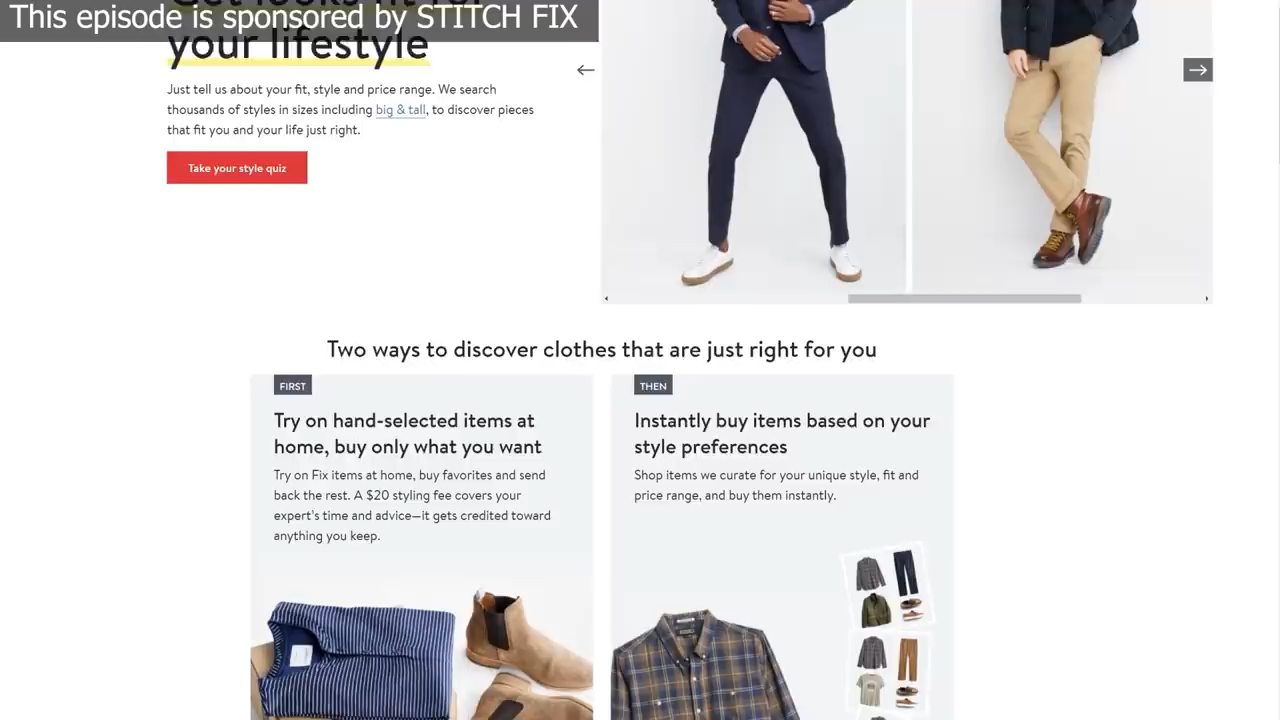 This episode is sponsored by STITCH FIX
Get looks fit for
your lifestyle
Just tell us about your fit, style and price range. We search
thousands of styles in sizes including big & tall, to discover pieces
that fit you and your life just right.
Take your style quiz
Two ways to discover clothes that are just right for you
FIRST
Try on hand-selected items at
home, buy only what you want
Try on Fix items at home, buy favorites and send
back the rest. A $20 styling fee covers your
expert's time and advice—it gets credited toward
anything you keep.
THEN
Instantly buy items based on your
style preferences
Shop items we curate for your unique style, fit and
price range, and buy them instantly.